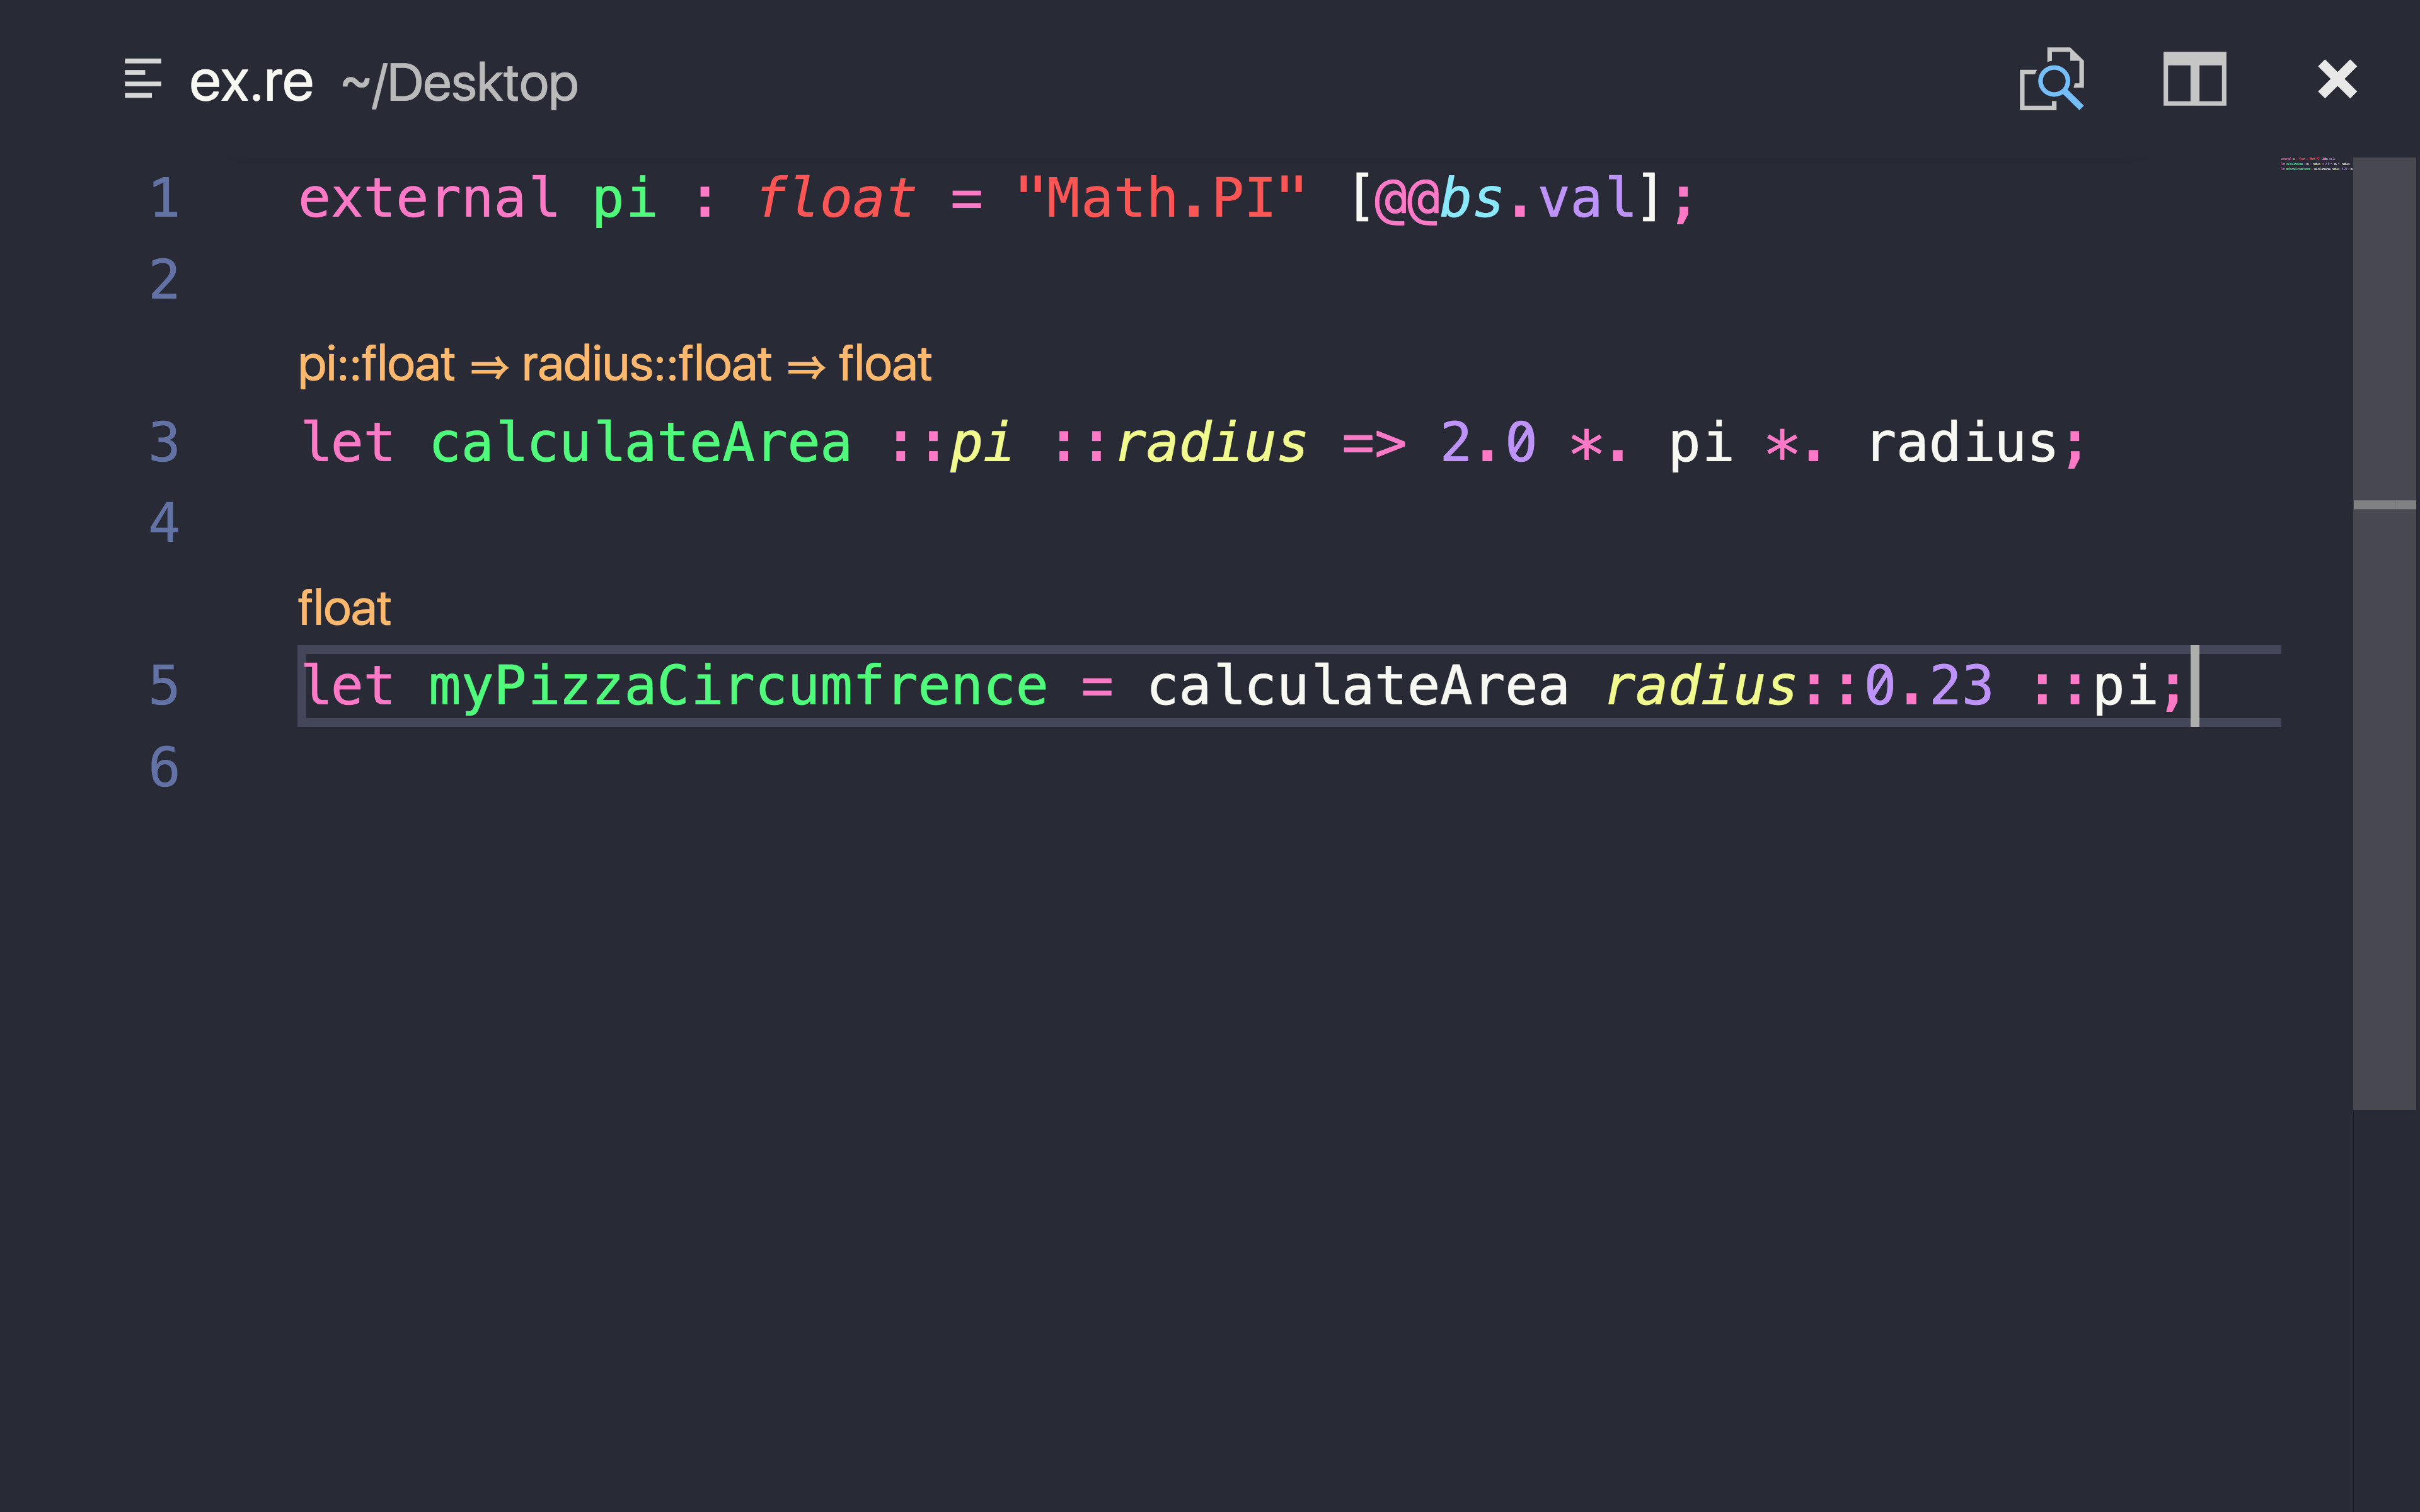 ex.re ~/Desktop
1 external pi : float = "Math.PI" [@@bs.val];
2
pi::float ⇒ radius::float ⇒ float
3 let calculateArea ::pi ::radius => 2.0 *. pi *. radius;
4
float
5 let myPizzaCircumfrence = calculateArea radius::0.23 ::pi;
6